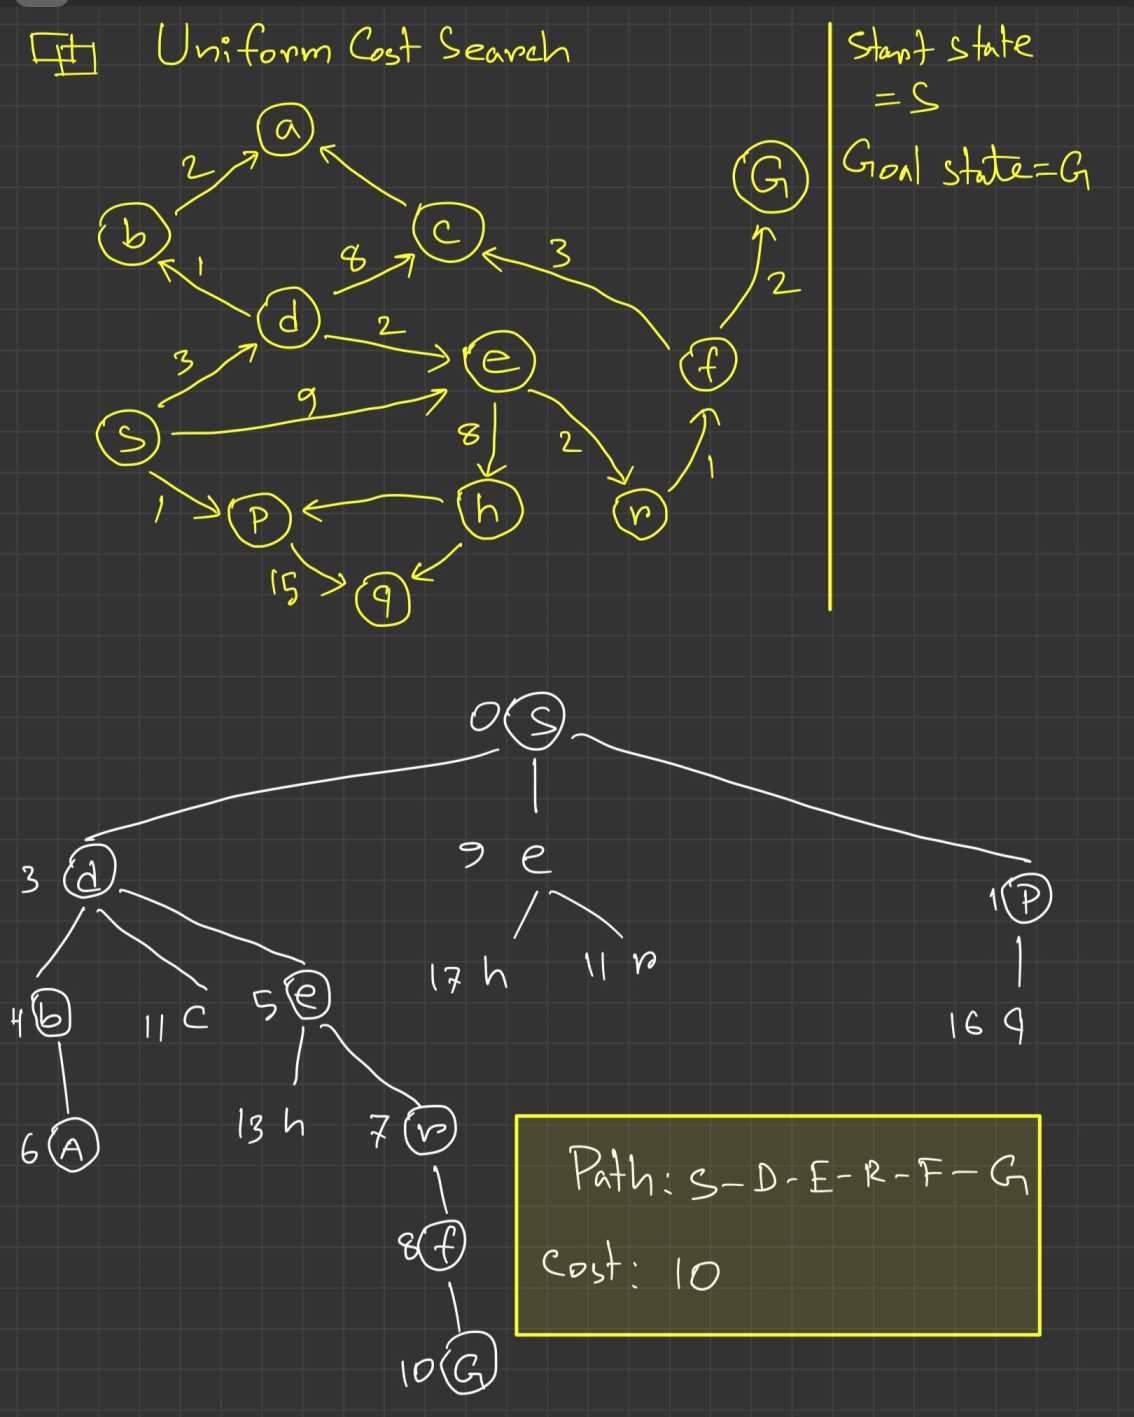 Uniform Cost Search
Start state
= S
Goal state = G
a
2
G
b
c
1
8
3
2
d
2
3
e
f
9
S
8
2
1
1
p
h
r
15
q
0 S
3 d
9 e
1 P
4 b
11 c
5 e
17 h
11 r
16 q
6 A
13 h
7 r
8 f
10 G
Path: S-D-E-R-F-G
Cost: 10